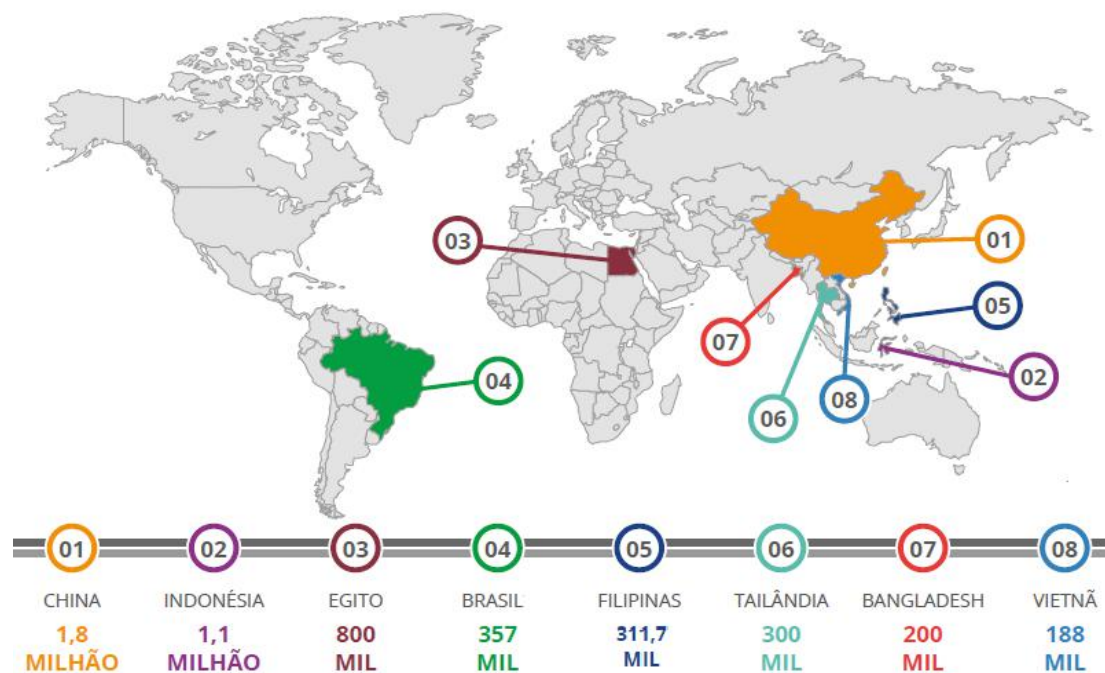 03
01
05
07
04
02
08
06
01 02 03 04 05 06 07 08
CHINA INDONÉSIA EGITO BRASIL FILIPINAS TAILÂNDIA BANGLADESH VIETNÃ
1,8 1,1 800 357 311,7 300 200 188
MILHÃO MILHÃO MIL MIL MIL MIL MIL MIL